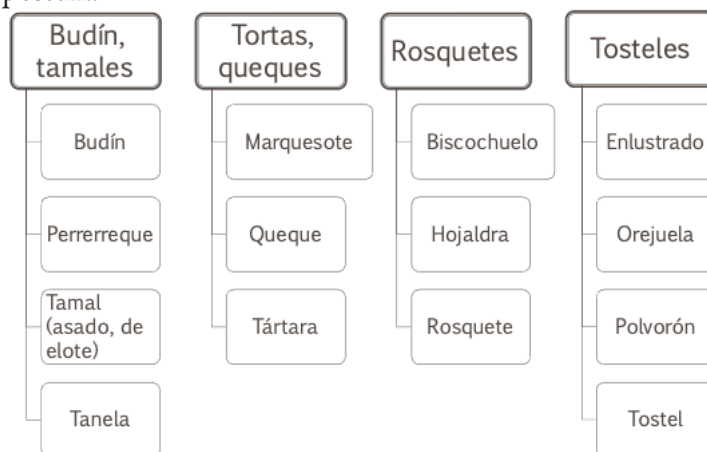 Budín,
tamales
Budín
Perrerreque
Tamal
(asado, de
elote)
Tanela
Tortas,
queques
Marquesote
Queque
Tártara
Rosquetes
Biscochuelo
Hojaldra
Rosquete
Tosteles
Enlustrado
Orejuela
Polvorón
Tostel